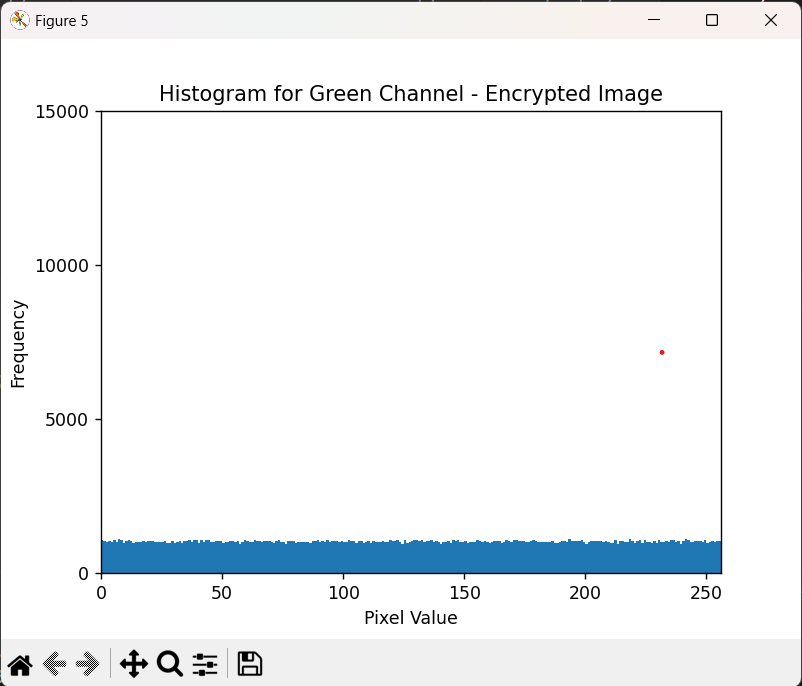 Figure 5
Histogram for Green Channel - Encrypted Image
15000
10000
5000
0
Frequency
0 50 100 150 200 250
Pixel Value